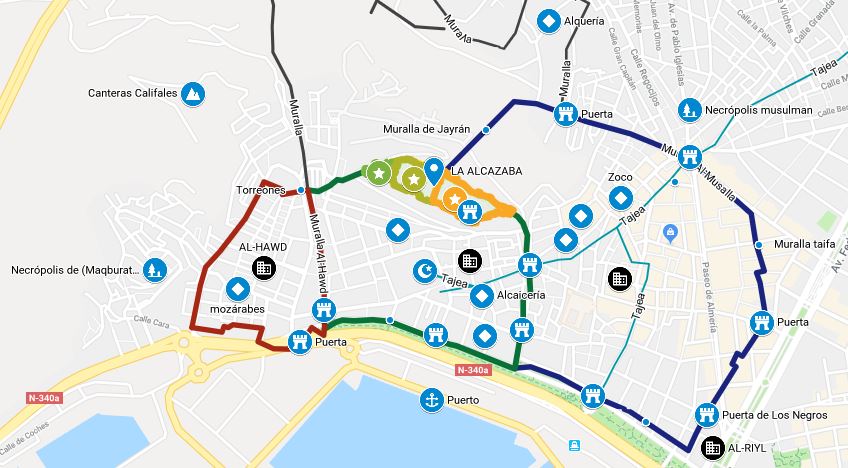 Alquería
Calle Gran Capitán
Calle Regocijos
Juan del Olmo
Memorias
Av. de Pablo Iglesias
Vilches
Calle la Palma
Calle Granada
Muralla
Muralla
Tajea
Canteras Califales
Muralla
Puerta
Necrópolis musulman
Muralla de Jayrán
Muralla Al-Musalla
LA ALCAZABA
Zoco
Torreones
Tajea
AL-HAWD
Muralla Al-Hawd
Muralla taifa
Necrópolis de (Maqburat...
Tajea
Alcaicería
mozárabes
Tajea
Paseo de Almería
Calle Cara
Puerta
Puerta
N-340a
N-340a
Puerto
Puerta de Los Negros
Calle de Coches
AL-RIYL